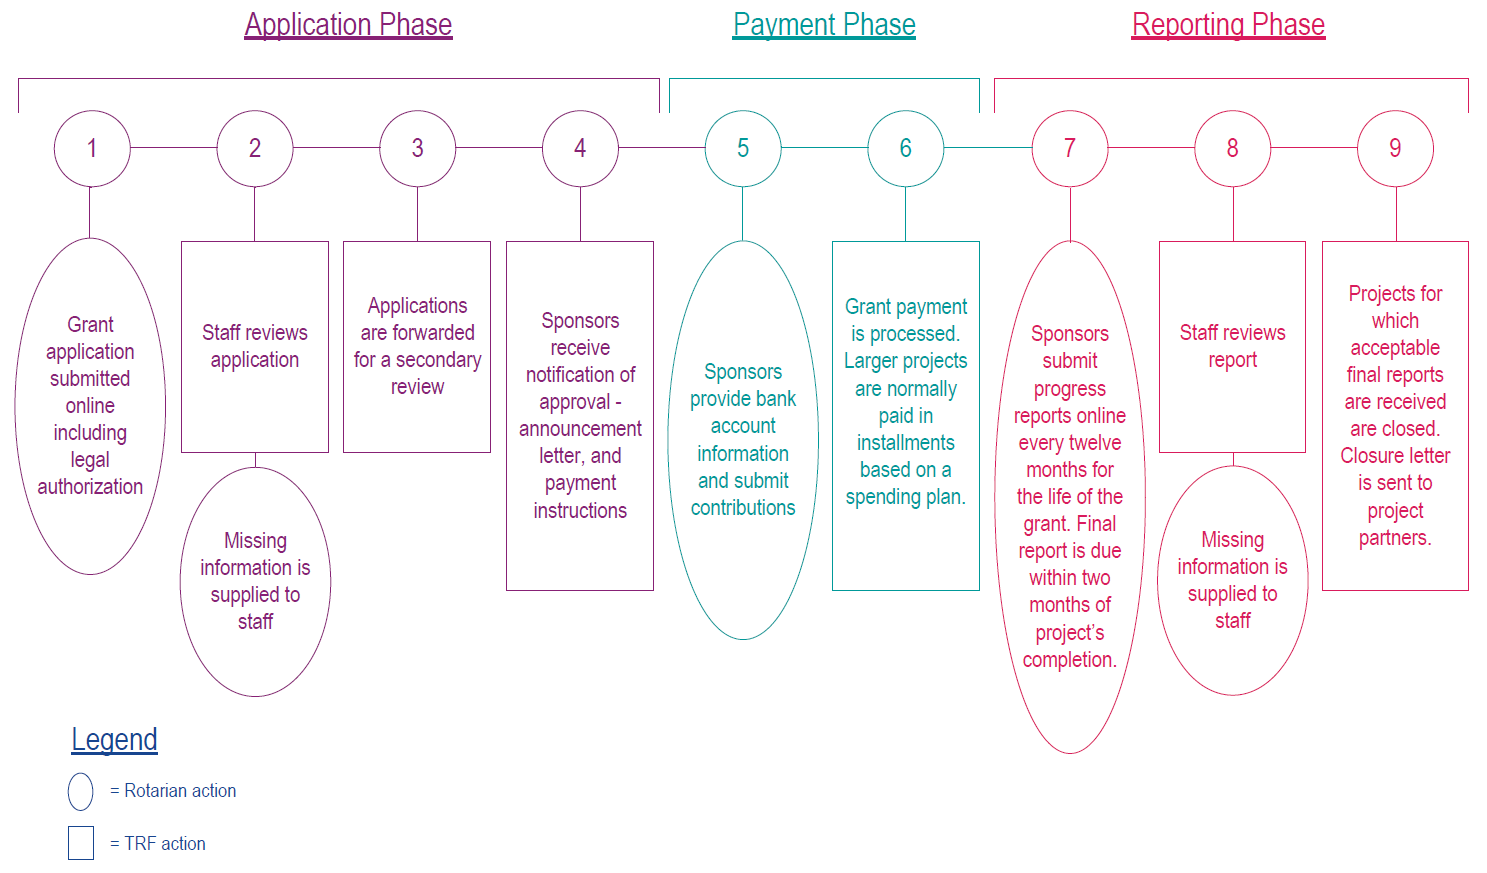 Application Phase
Payment Phase
Reporting Phase
1
2
3
4
5
6
7
8
9
Grant
application
submitted
online
including
legal
authorization
Staff reviews
application
Missing
information is
supplied to
staff
Applications
are forwarded
for a secondary
review
Sponsors
receive
notification of
approval -
announcement
letter, and
payment
instructions
Sponsors
provide bank
account
information
and submit
contributions
Grant payment
is processed.
Larger projects
are normally
paid in
installments
based on a
spending plan.
Sponsors
submit
progress
reports online
every twelve
months for
the life of the
grant. Final
report is due
within two
months of
project's
completion.
Staff reviews
report
Missing
information is
supplied to
staff
Projects for
which
acceptable
final reports
are received
are closed.
Closure letter
is sent to
project
partners.
Legend
= Rotarian action
= TRF action